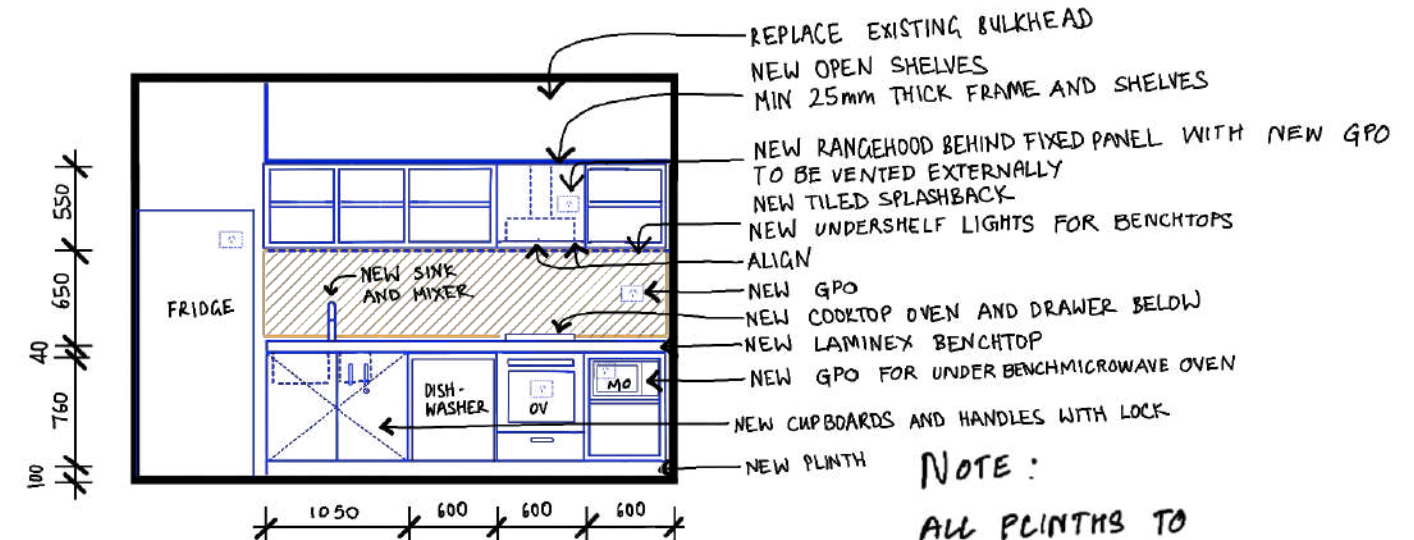 REPLACE EXISTING BULKHEAD
NEW OPEN SHELVES
MIN 25mm THICK FRAME AND SHELVES
NEW RANGEHOOD BEHIND FIXED PANEL WITH NEW GPO
TO BE VENTED EXTERNALLY
NEW TILED SPLASHBACK
NEW UNDERSHELF LIGHTS FOR BENCHTOPS
ALIGN
NEW GPO
NEW COOKTOP OVEN AND DRAWER BELOW
NEW LAMINEX BENCHTOP
NEW GPO FOR UNDERBENCHMICROWAVE OVEN
NEW CUPBOARDS AND HANDLES WITH LOCK
NEW PLINTH
NOTE :
ALL PLINTHS TO
550
650
40
760
100
FRIDGE
NEW SINK
AND MIXER
DISH-
WASHER
OV
MO
1050 600 600 600